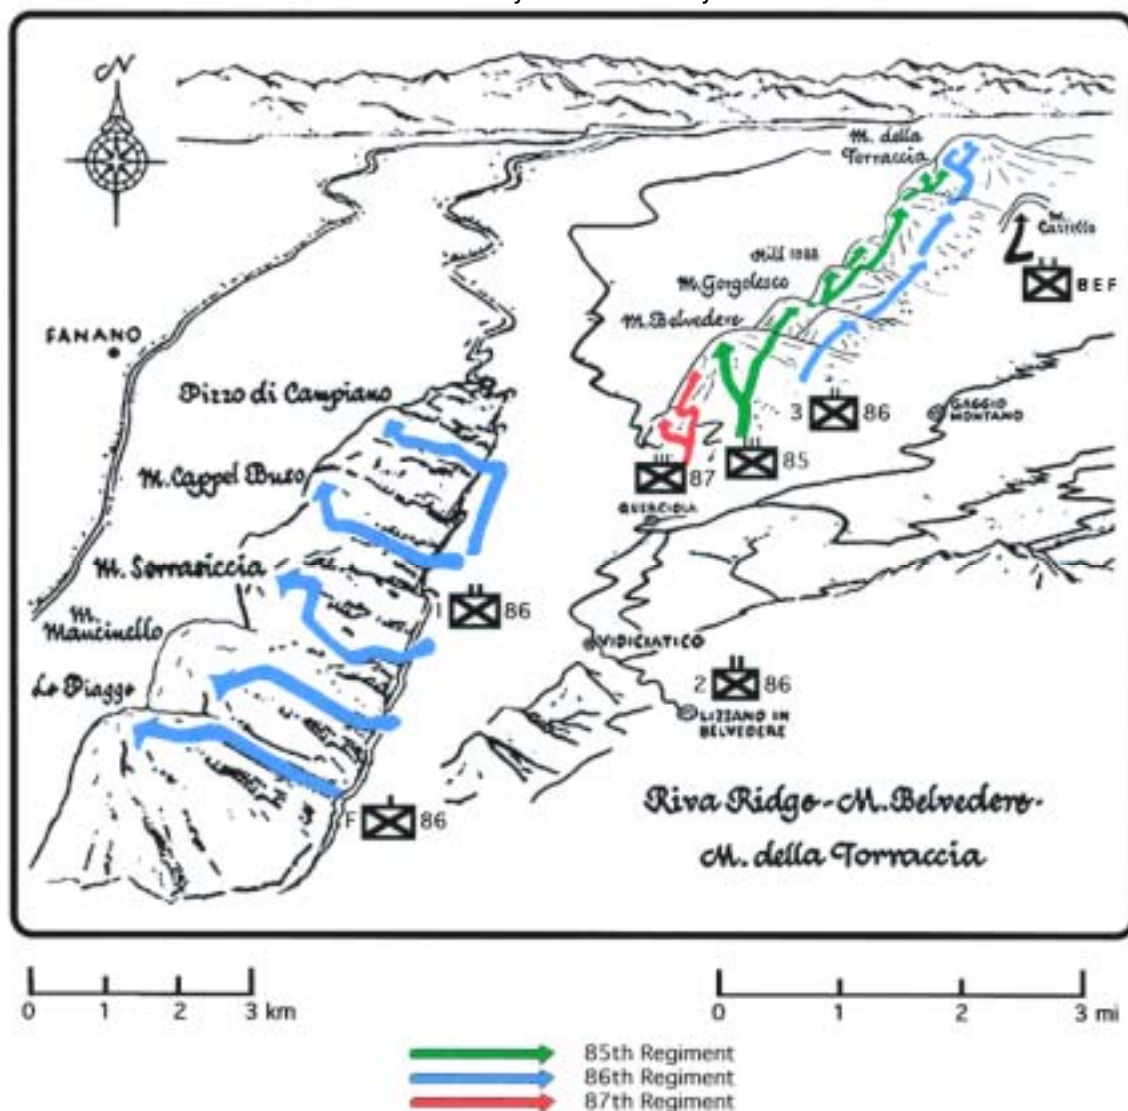 N
M. della
Torraccia
M. Castello
BEF
Hill 1088
M. Gorgolesco
M. Belvedere
FANANO
Pizzo di Campiano
3 86
GAGGIO
MONTANO
85
87
QUERCIOLA
M. Cappel Buso
M. Serrasiccia
1 86
M.
Mancinello
VIDICIATICO
Le Piagge
2 86
LIZZANO IN
BELVEDERE
Riva Ridge-M. Belvedere-
M. della Torraccia
F 86
0 1 2 3 km
0 1 2 3 mi
85th Regiment
86th Regiment
87th Regiment